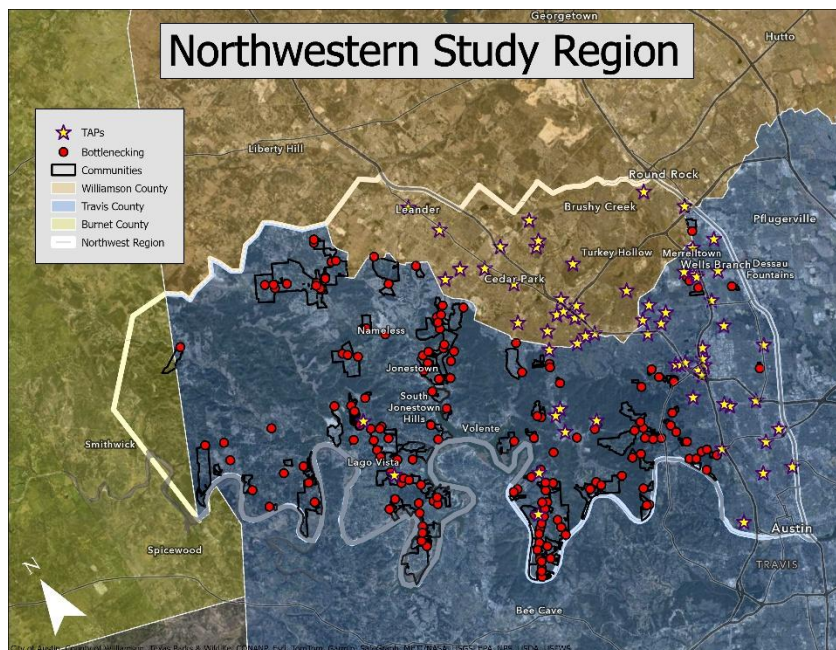 Georgetown
Hutto
Northwestern Study Region
TAPs
Bottlenecking
Communities
Williamson County
Travis County
Burnet County
Northwest Region
Liberty Hill
Round Rock
Leander
Brushy Creek
Pflugerville
Turkey Hollow
Merrelltown
Wells Branch
Dessau
Fountains
Cedar Park
Nameless
Jonestown
South
Jonestown
Hills
Volente
Smithwick
Lago Vista
Spicewood
Austin
TRAVIS
Bee Cave
N